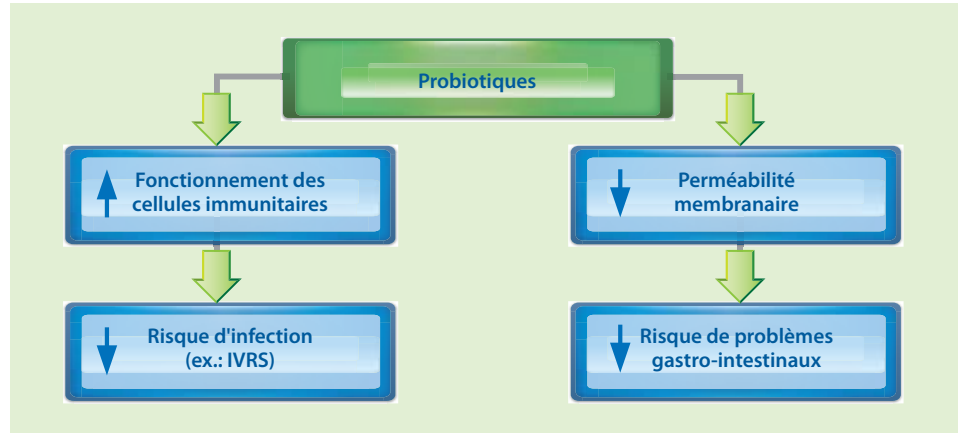 Probiotiques
Fonctionnement des
cellules immunitaires
Perméabilité
membranaire
Risque d'infection
(ex.: IVRS)
Risque de problèmes
gastro-intestinaux